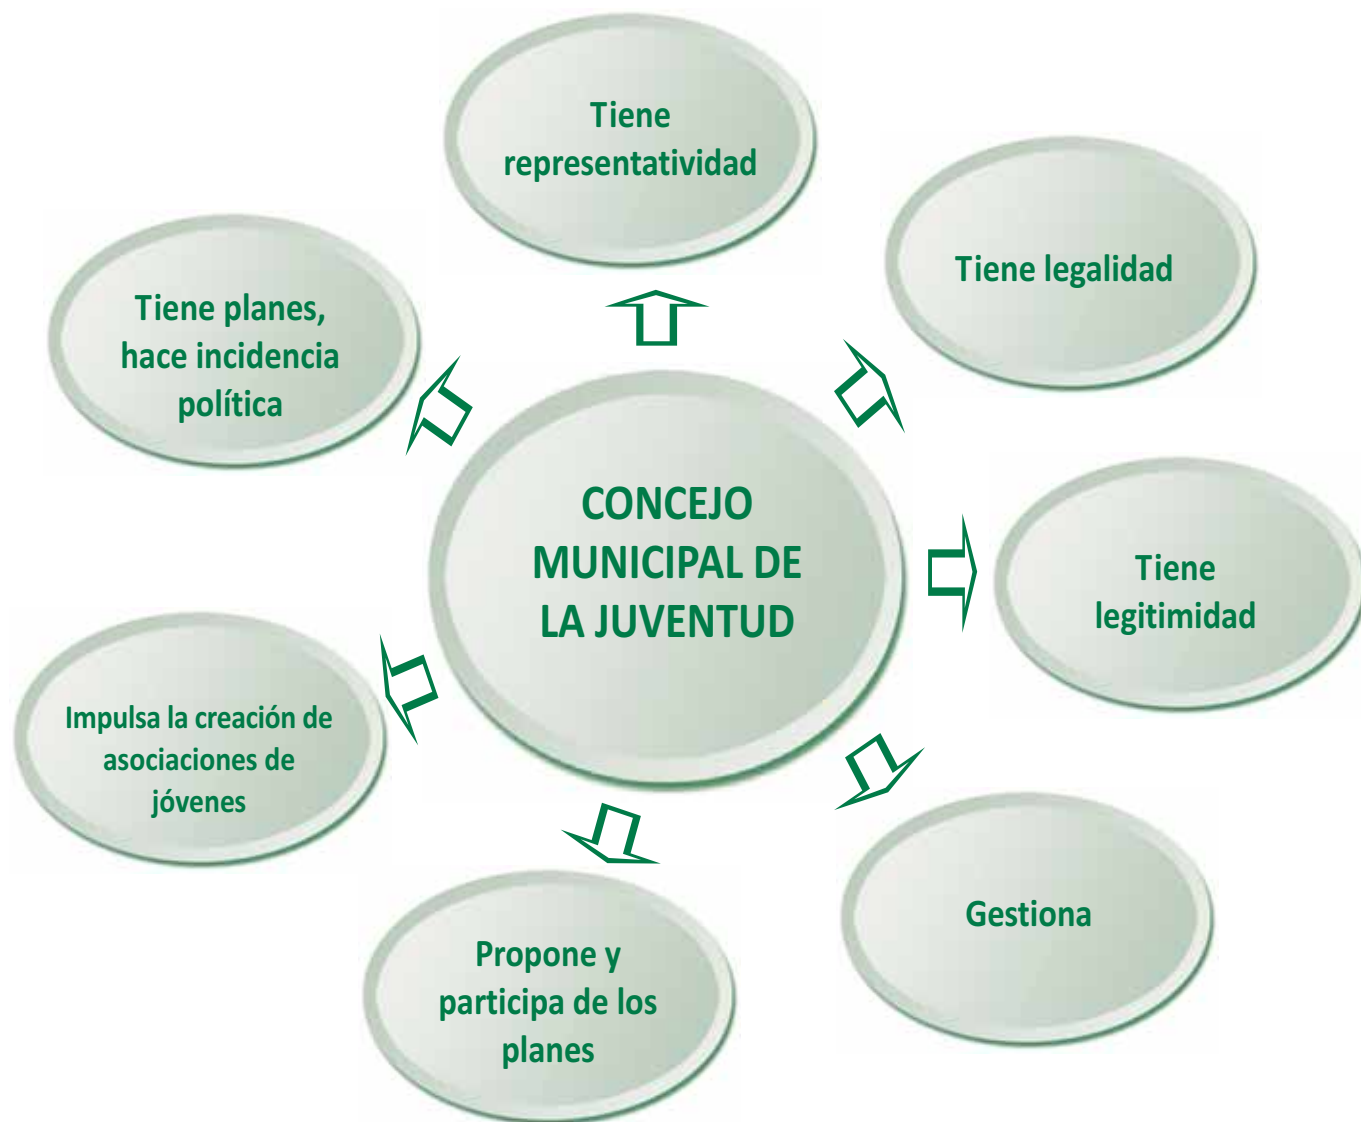 Tiene
representatividad
Tiene legalidad
Tiene planes,
hace incidencia
política
CONCEJO
MUNICIPAL DE
LA JUVENTUD
Tiene
legitimidad
Impulsa la creación de
asociaciones de
jóvenes
Gestiona
Propone y
participa de los
planes